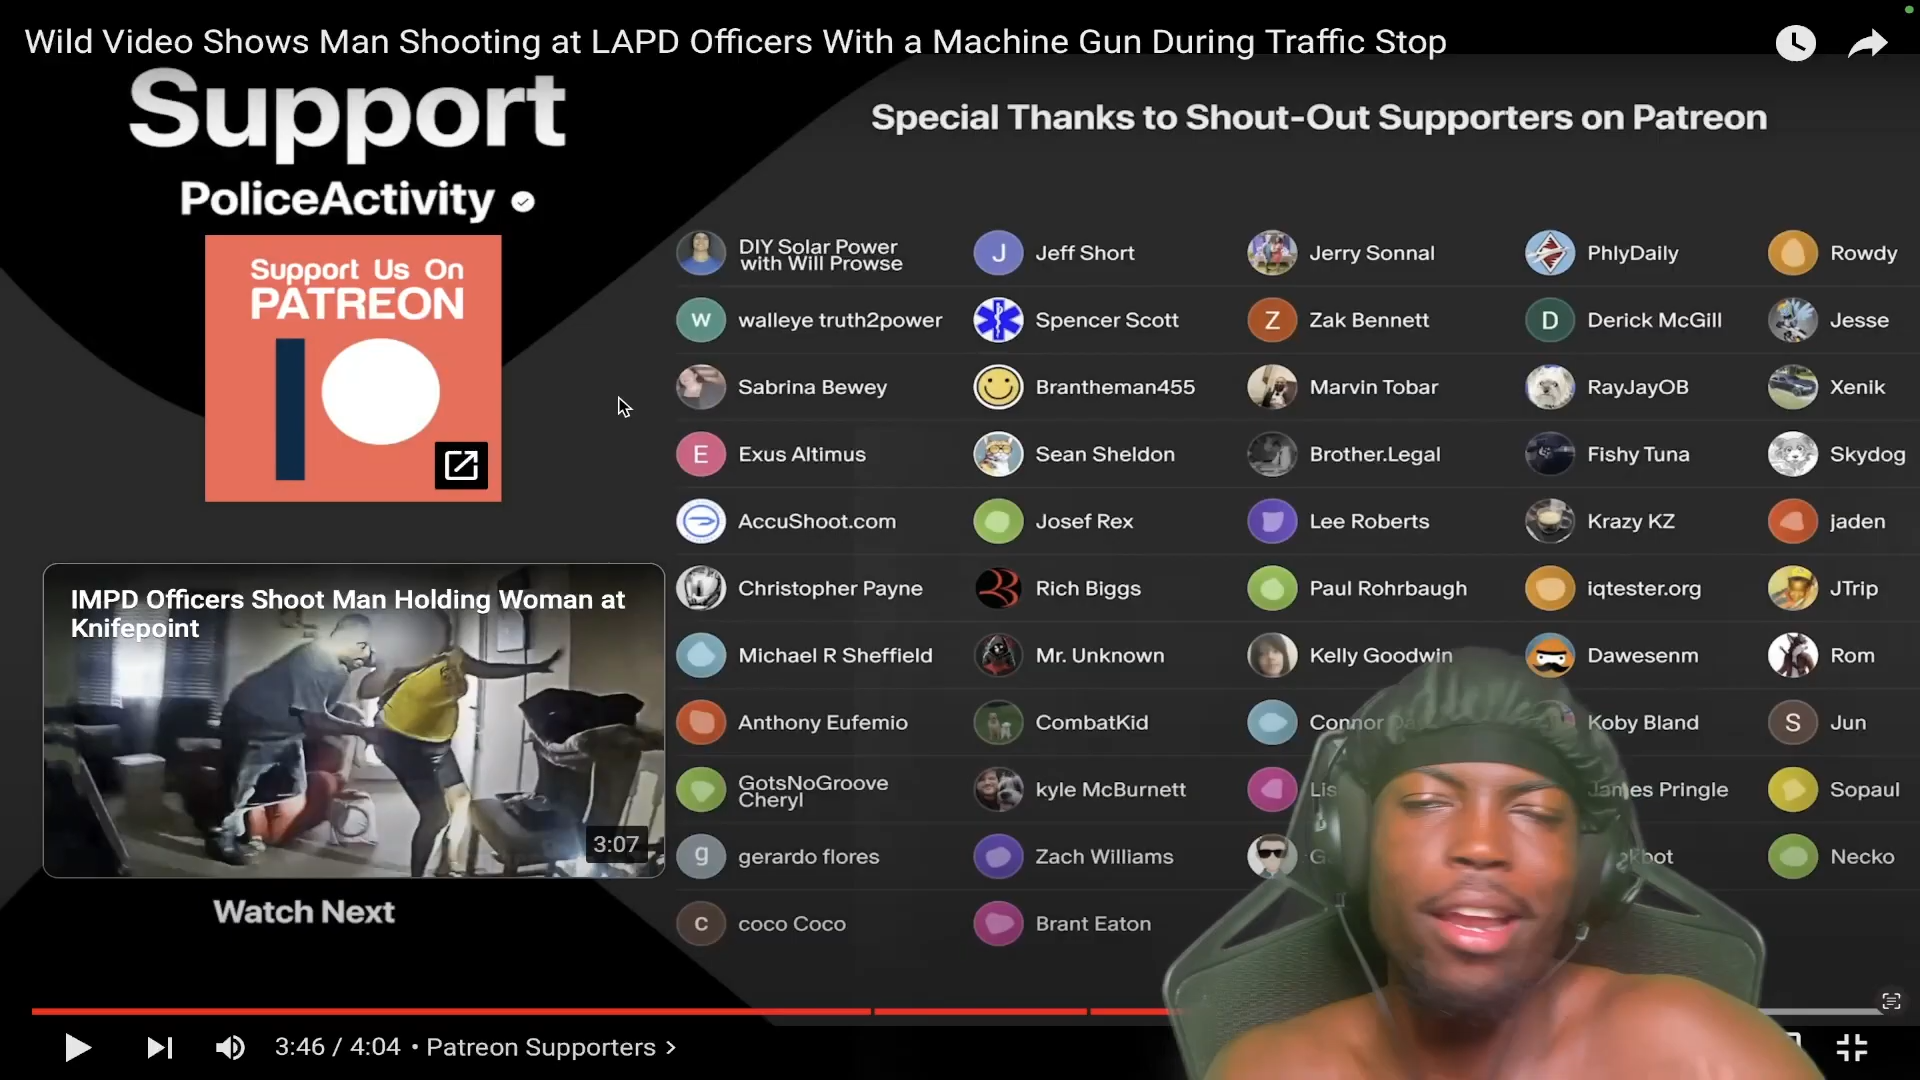 Wild Video Shows Man Shooting at LAPD Officers With a Machine Gun During Traffic Stop
Support
PoliceActivity
Support Us On
PATREON
IMPD Officers Shoot Man Holding Woman at
Knifepoint
3:07
Watch Next
Special Thanks to Shout-Out Supporters on Patreon
DIY Solar Power
with Will Prowse
Jeff Short
Jerry Sonnal
PhlyDaily
Rowdy
W
walleye truth2power
Spencer Scott
Zak Bennett
Derick McGill
Jesse
J
Z
D
Sabrina Bewey
Brantheman455
Marvin Tobar
RayJayOB
Xenik
E
Exus Altimus
Sean Sheldon
Brother.Legal
Fishy Tuna
Skydog
AccuShoot.com
Josef Rex
Lee Roberts
Krazy KZ
jaden
Christopher Payne
Rich Biggs
Paul Rohrbaugh
iqtester.org
JTrip
Michael R Sheffield
Mr. Unknown
Kelly Goodwin
Dawesenm
Rom
Anthony Eufemio
CombatKid
Connor
Koby Bland
S
Jun
GotsNoGroove
Cheryl
kyle McBurnett
James Pringle
Sopaul
g
gerardo flores
Zach Williams
Necko
c
coco Coco
Brant Eaton
3:46 / 4:04 • Patreon Supporters >